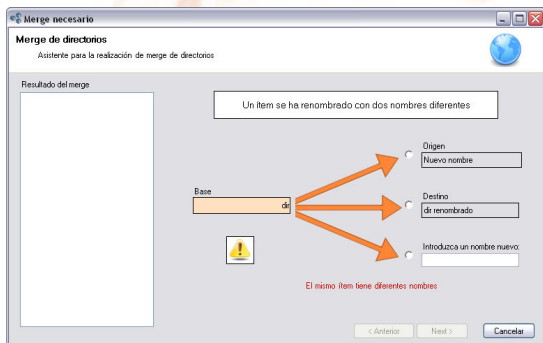 Merge necesario
Merge de directorios
Asistente para la realización de merge de directorios
Resultado del merge
Un ítem se ha renombrado con dos nombres diferentes
Origen
Nuevo nombre
Base
dir
Destino
dir renombrado
Introduzca un nombre nuevo:
El mismo ítem tiene diferentes nombres
< Anterior
Next >
Cancelar